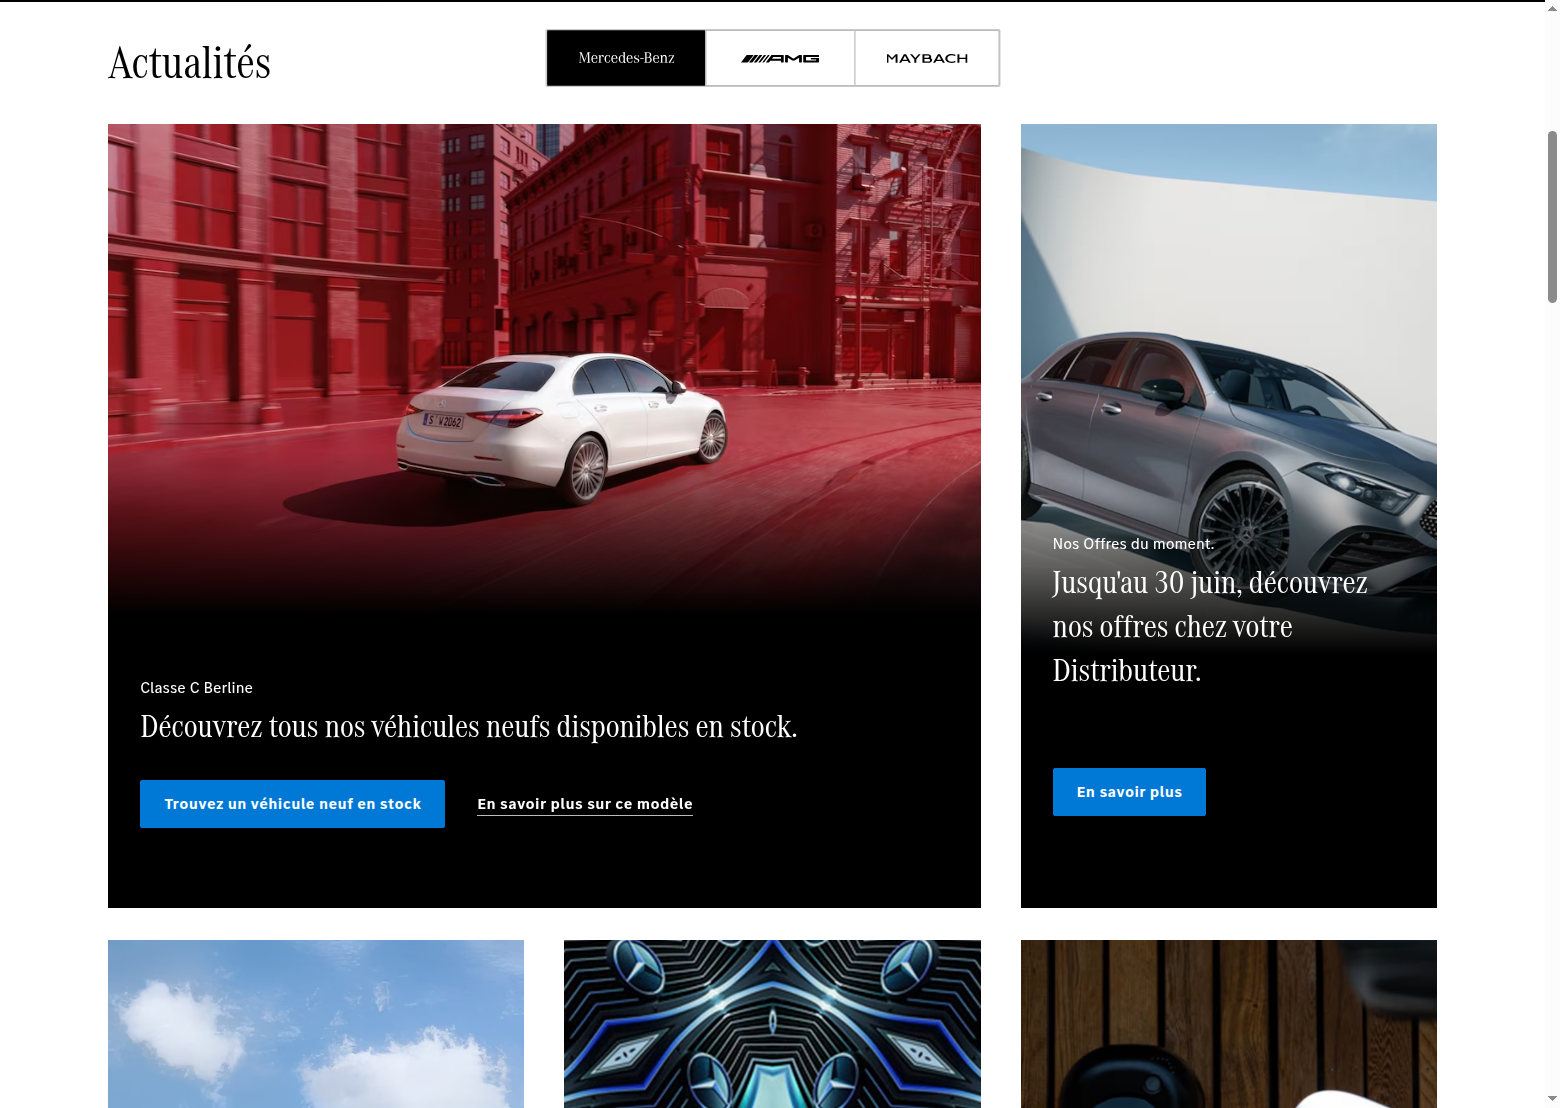 Actualités
Mercedes-Benz
AMG
MAYBACH
S W 2062
Classe C Berline
Découvrez tous nos véhicules neufs disponibles en stock.
Trouvez un véhicule neuf en stock
En savoir plus sur ce modèle
Nos Offres du moment.
Jusqu'au 30 juin, découvrez
nos offres chez votre
Distributeur.
En savoir plus